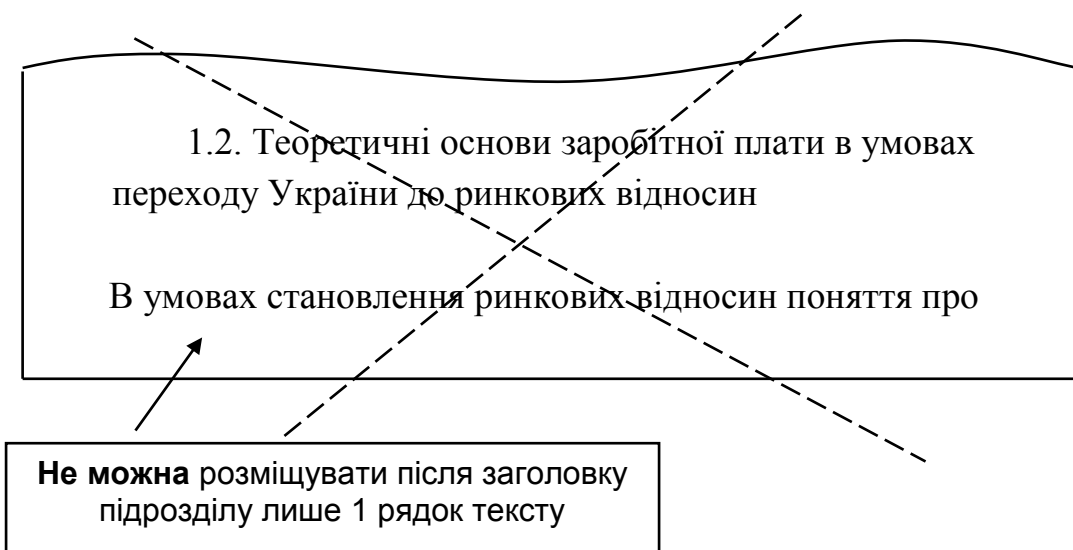 1.2. Теоретичні основи заробітної плати в умовах
переходу України до ринкових відносин
В умовах становлення ринкових відносин поняття про
Не можна розміщувати після заголовку
підрозділу лише 1 рядок тексту